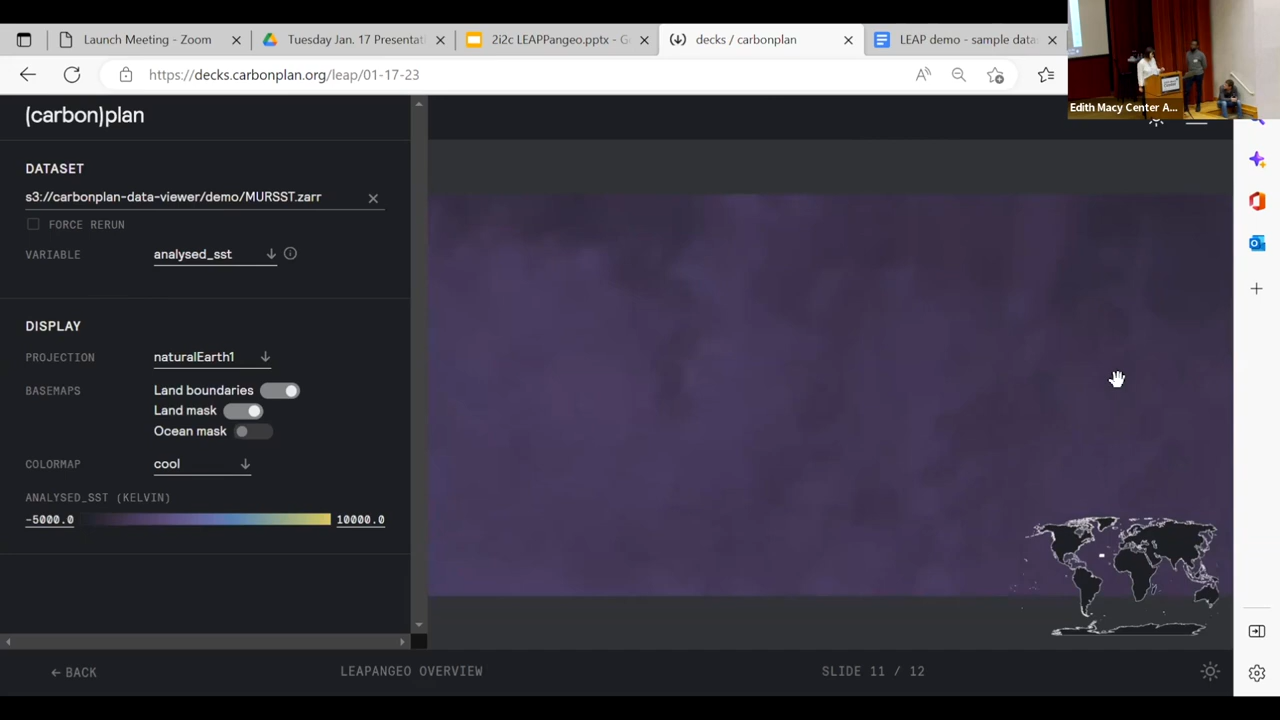 Launch Meeting - Zoom
Tuesday Jan. 17 Presentat
2i2c LEAPPangeo.pptx - G
decks / carbonplan
LEAP demo - sample data
https://decks.carbonplan.org/leap/01-17-23
Edith Macy Center A...
(carbon)plan
DATASET
s3://carbonplan-data-viewer/demo/MURSST.zarr
FORCE RERUN
VARIABLE analysed_sst
DISPLAY
PROJECTION naturalEarth1
BASEMAPS Land boundaries
Land mask
Ocean mask
COLORMAP cool
ANALYSED_SST (KELVIN)
-5000.0 10000.0
← BACK LEAPANGEO OVERVIEW SLIDE 11 / 12